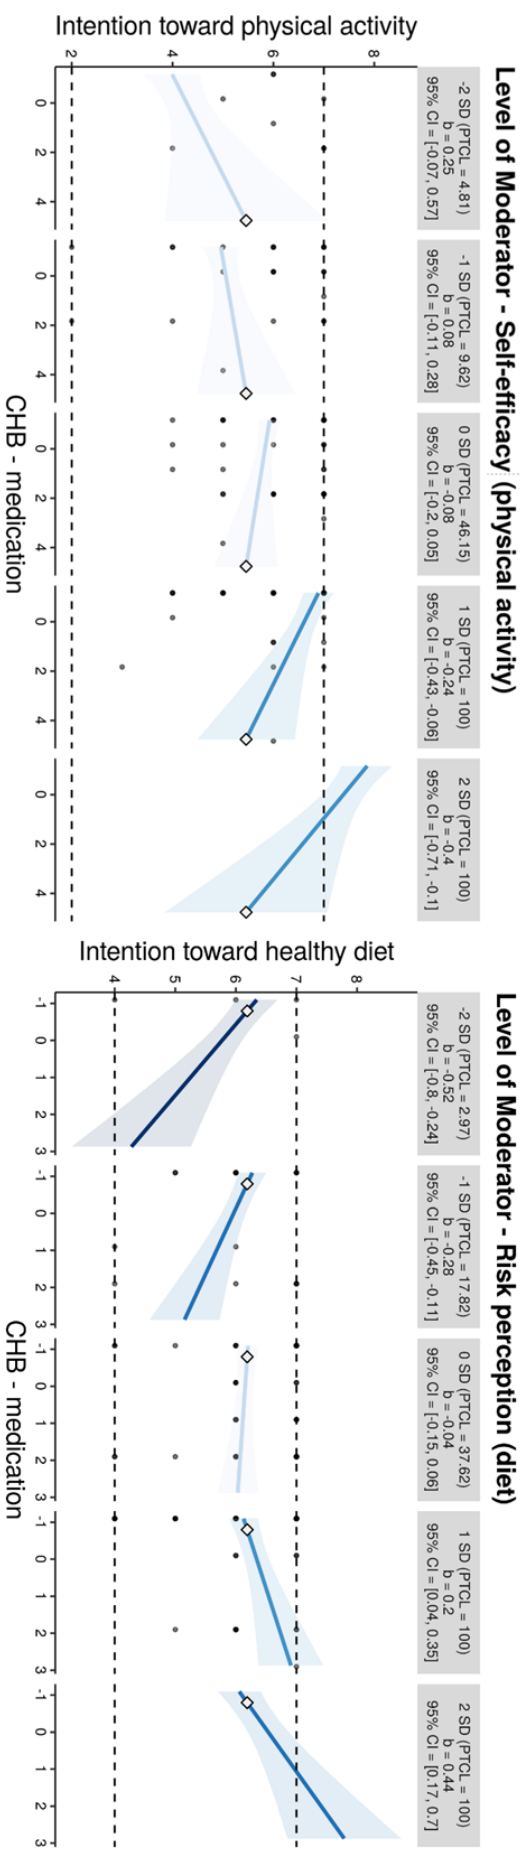 Level of Moderator - Self-efficacy (physical activity)
-2 SD (PTCL = 4.81)
b = 0.25
95% CI = [-0.07, 0.57]
-1 SD (PTCL = 9.62)
b = 0.08
95% CI = [-0.11, 0.28]
0 SD (PTCL = 46.15)
b = -0.08
95% CI = [-0.2, 0.05]
1 SD (PTCL = 100)
b = -0.24
95% CI = [-0.43, -0.06]
2 SD (PTCL = 100)
b = -0.4
95% CI = [-0.71, -0.1]
Intention toward physical activity
8
6
4
2
0 2 4
0 2 4
0 2 4
0 2 4
0 2 4
CHB - medication
Level of Moderator - Risk perception (diet)
-2 SD (PTCL = 2.97)
b = -0.52
95% CI = [-0.8, -0.24]
-1 SD (PTCL = 17.82)
b = -0.28
95% CI = [-0.45, -0.11]
0 SD (PTCL = 37.62)
b = -0.04
95% CI = [-0.15, 0.06]
1 SD (PTCL = 100)
b = 0.2
95% CI = [0.04, 0.35]
2 SD (PTCL = 100)
b = 0.44
95% CI = [0.17, 0.7]
Intention toward healthy diet
8
7
6
5
4
-1 0 1 2 3
-1 0 1 2 3
-1 0 1 2 3
-1 0 1 2 3
-1 0 1 2 3
CHB - medication